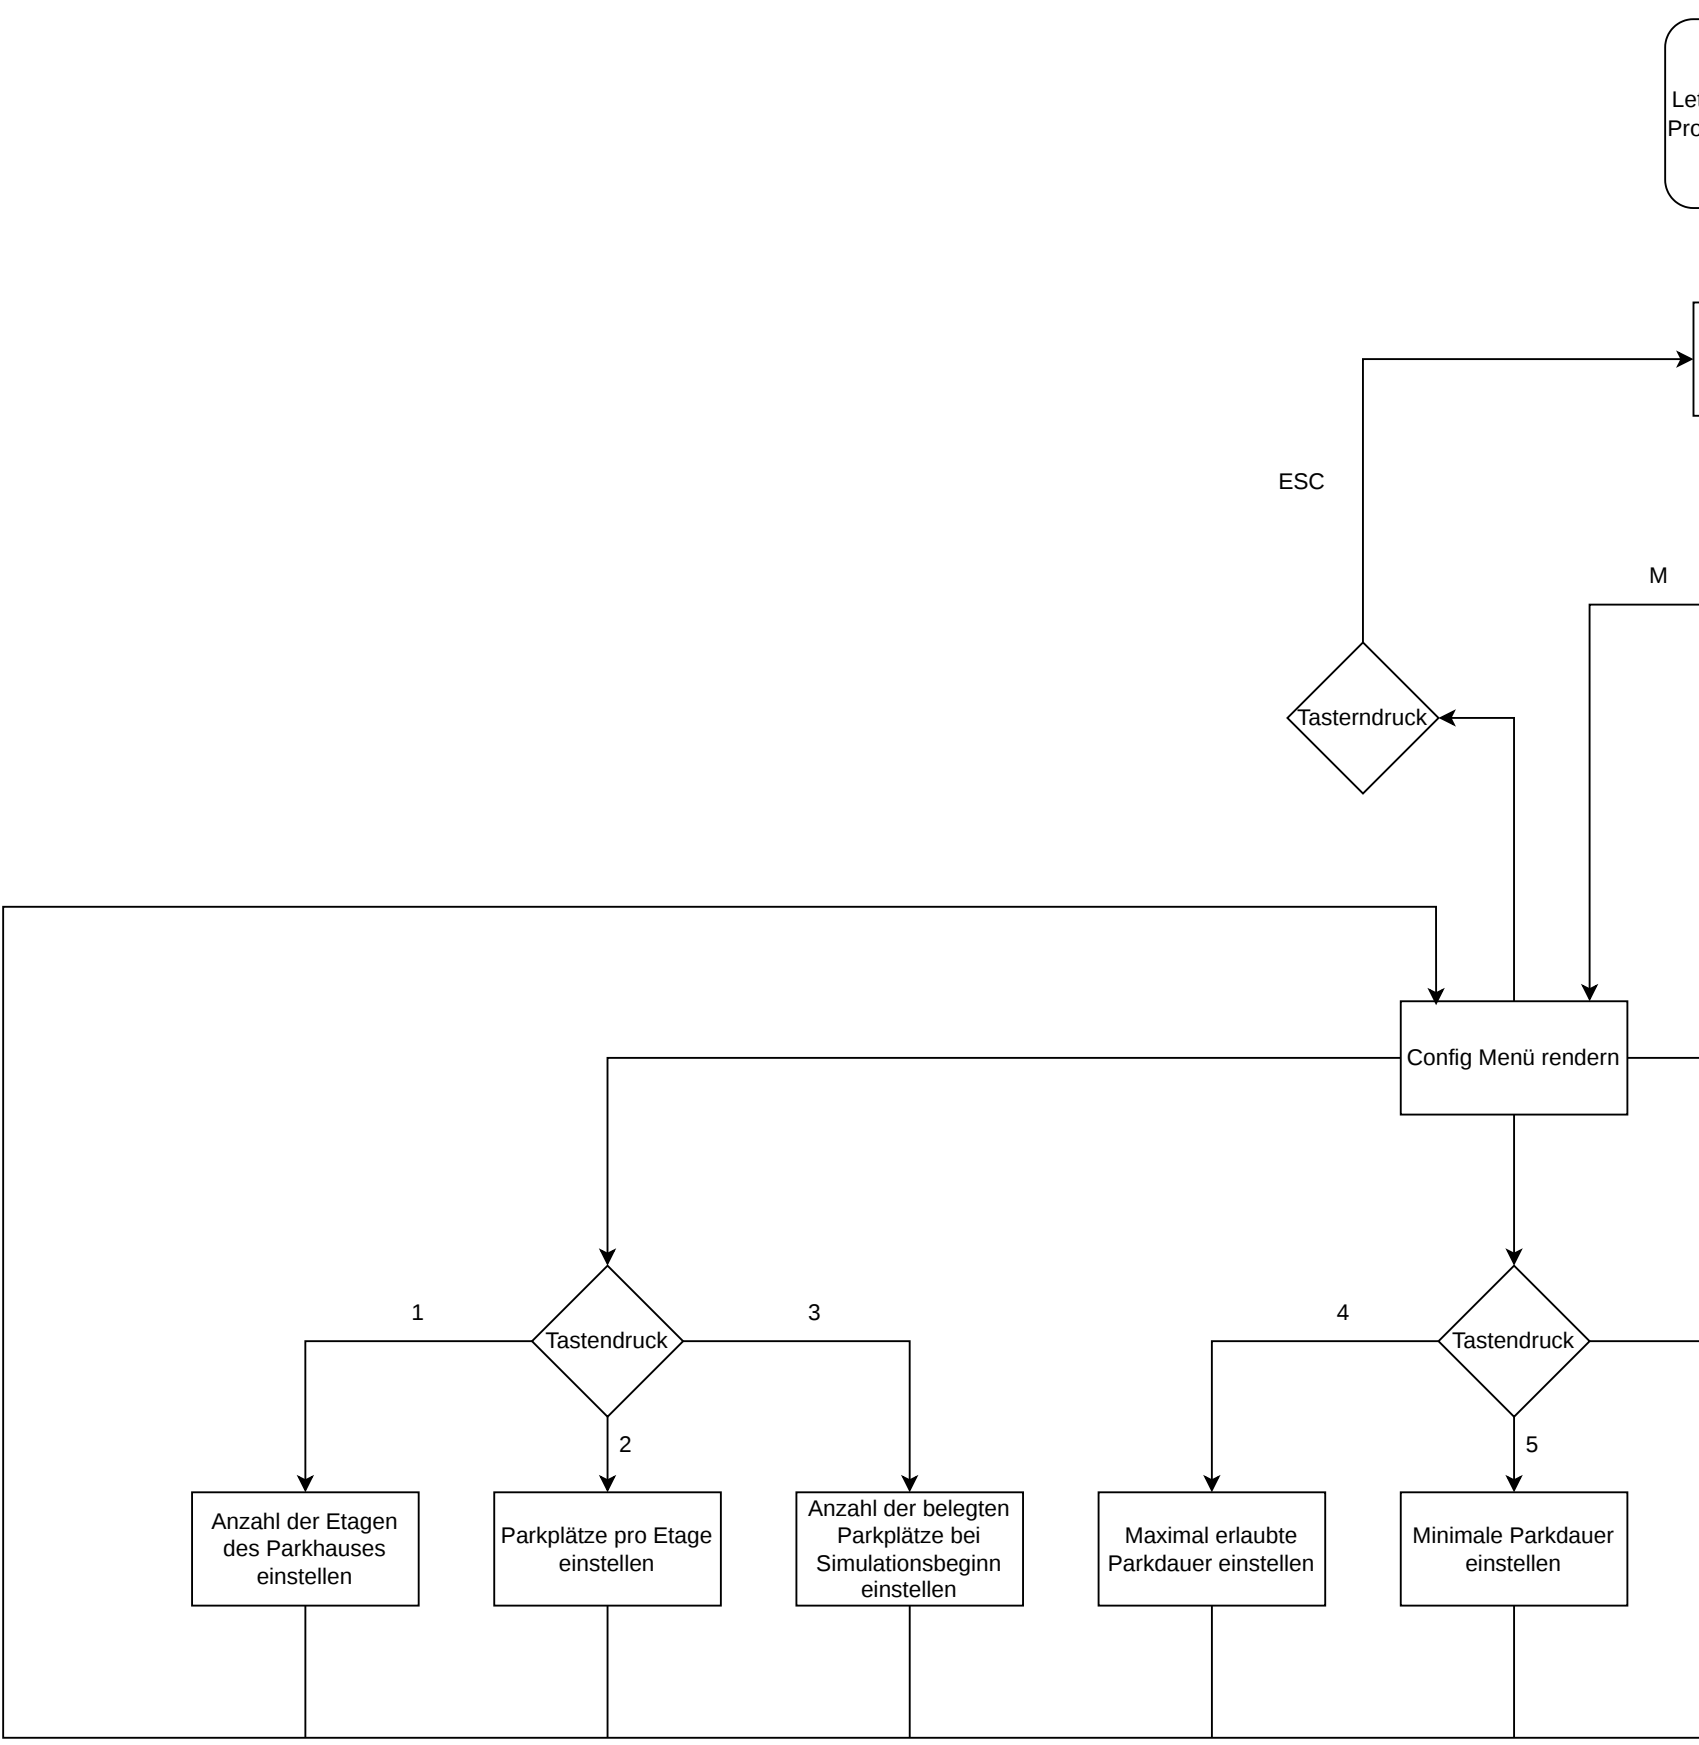 Let
Pro
ESC
M
Tasterndruck
Config Menü rendern
1
3
4
Tastendruck
Tastendruck
2
5
Anzahl der Etagen
des Parkhauses
einstellen
Parkplätze pro Etage
einstellen
Anzahl der belegten
Parkplätze bei
Simulationsbeginn
einstellen
Maximal erlaubte
Parkdauer einstellen
Minimale Parkdauer
einstellen